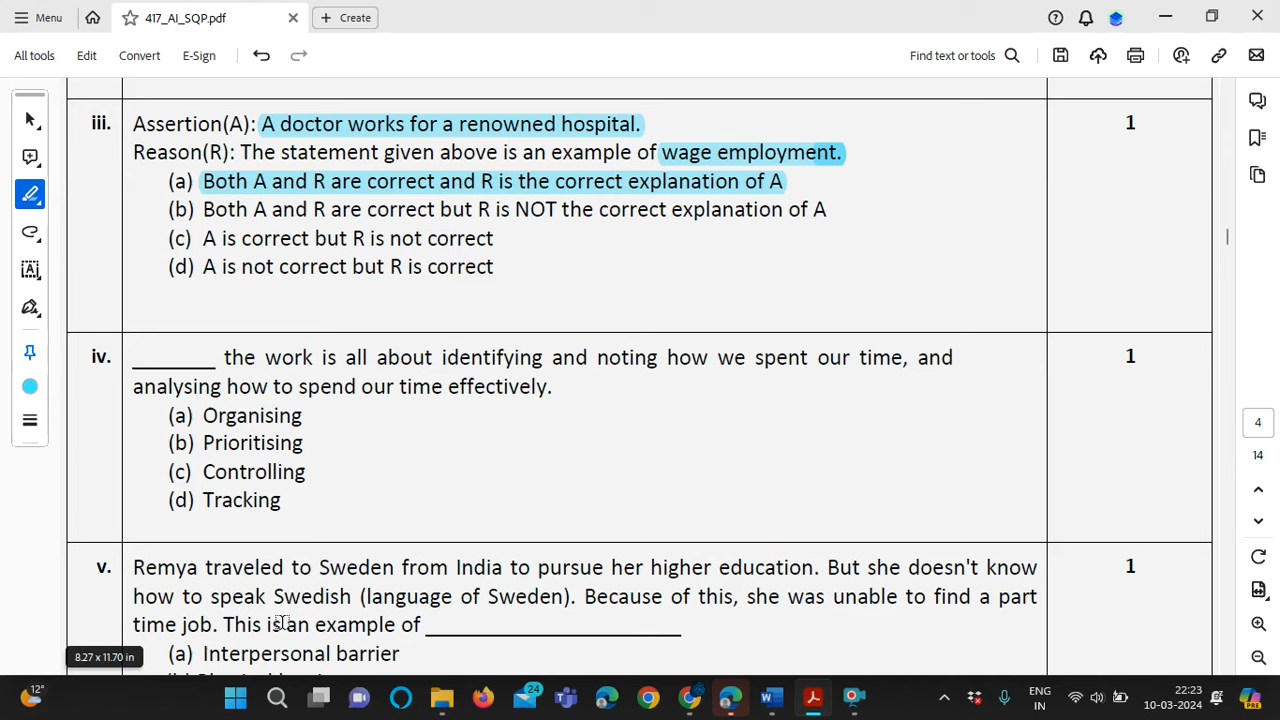 Menu
417_AI_SQP.pdf
Create
All tools
Edit
Convert
E-Sign
Find text or tools
iii.
Assertion(A): A doctor works for a renowned hospital.
1
Reason(R): The statement given above is an example of wage employment.
(a) Both A and R are correct and R is the correct explanation of A
(b) Both A and R are correct but R is NOT the correct explanation of A
(c) A is correct but R is not correct
(d) A is not correct but R is correct
iv.
________ the work is all about identifying and noting how we spent our time, and
1
analysing how to spend our time effectively.
(a) Organising
(b) Prioritising
(c) Controlling
(d) Tracking
4
14
v.
Remya traveled to Sweden from India to pursue her higher education. But she doesn't know
1
how to speak Swedish (language of Sweden). Because of this, she was unable to find a part
time job. This is an example of ________________________
(a) Interpersonal barrier
8.27 x 11.70 in
12°
24
ENG
IN
22:23
10-03-2024
PRE